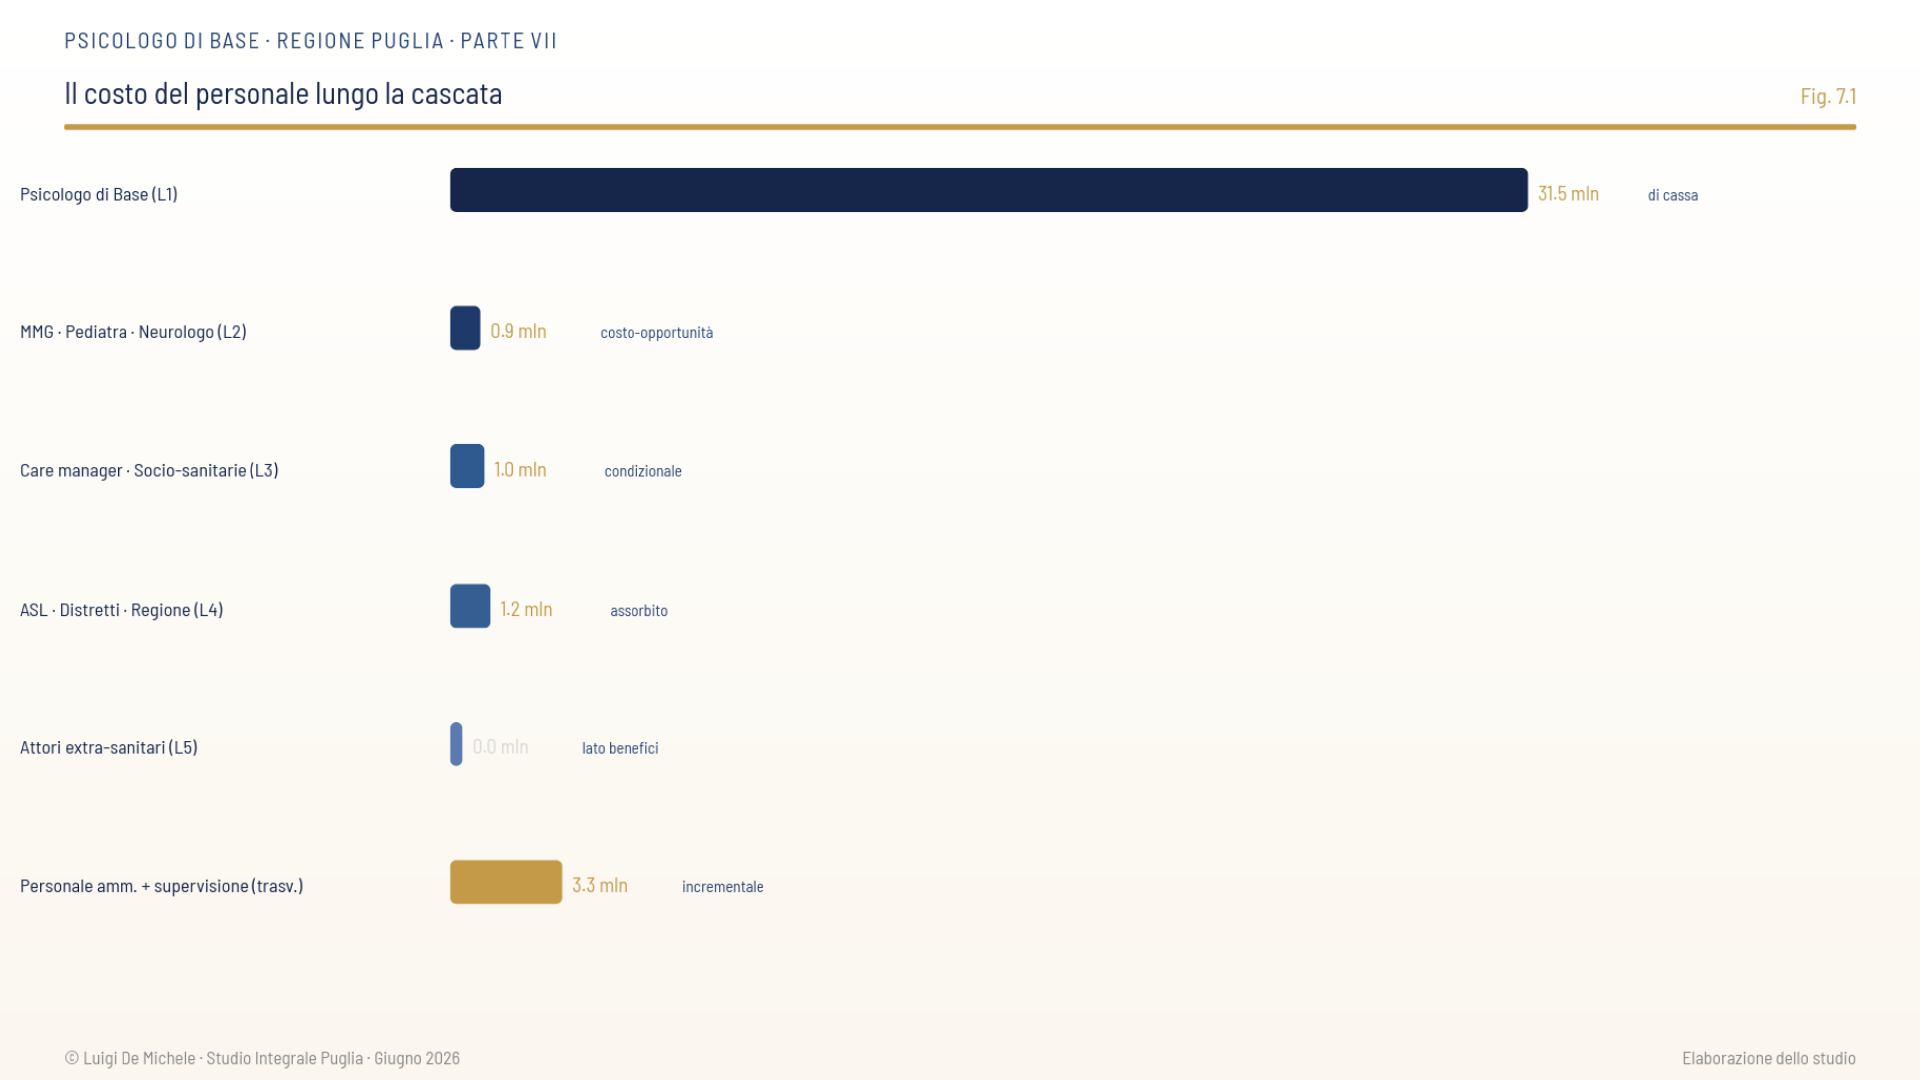 PSICOLOGO DI BASE · REGIONE PUGLIA · PARTE VII
Il costo del personale lungo la cascata
Fig. 7.1
Psicologo di Base (L1) 31.5 mln di cassa
MMG · Pediatra · Neurologo (L2) 0.9 mln costo-opportunità
Care manager · Socio-sanitarie (L3) 1.0 mln condizionale
ASL · Distretti · Regione (L4) 1.2 mln assorbito
Attori extra-sanitari (L5) 0.0 mln lato benefici
Personale amm. + supervisione (trasv.) 3.3 mln incrementale
© Luigi De Michele · Studio Integrale Puglia · Giugno 2026
Elaborazione dello studio